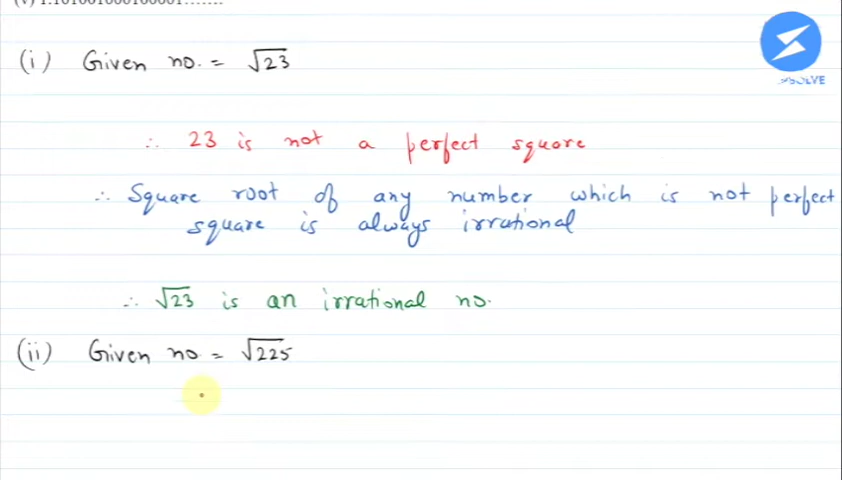 (i) Given no. = √23
∴ 23 is not a perfect square
∴ Square root of any number which is not perfect
square is always irrational
∴ √23 is an irrational no.
(ii) Given no = √225